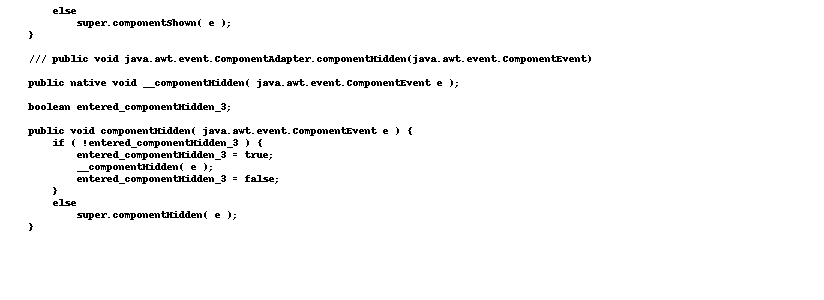 else
super.componentShown( e );
}
/// public void java.awt.event.ComponentAdapter.componentHidden(java.awt.event.ComponentEvent)
public native void __componentHidden( java.awt.event.ComponentEvent e );
boolean entered_componentHidden_3;
public void componentHidden( java.awt.event.ComponentEvent e ) {
if ( !entered_componentHidden_3 ) {
entered_componentHidden_3 = true;
__componentHidden( e );
entered_componentHidden_3 = false;
}
else
super.componentHidden( e );
}